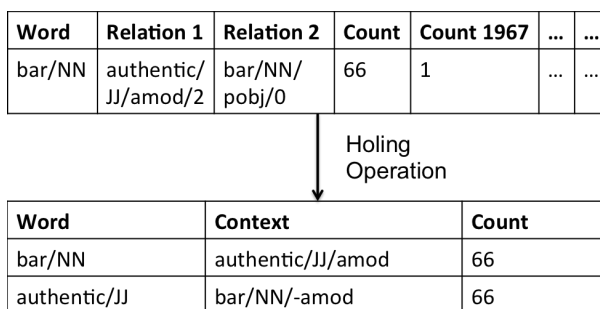 Word Relation 1 Relation 2 Count Count 1967 ... ...
bar/NN authentic/ bar/NN/ 66 1 ... ...
JJ/amod/2 pobj/0
Holing
Operation
Word Context Count
bar/NN authentic/JJ/amod 66
authentic/JJ bar/NN/-amod 66